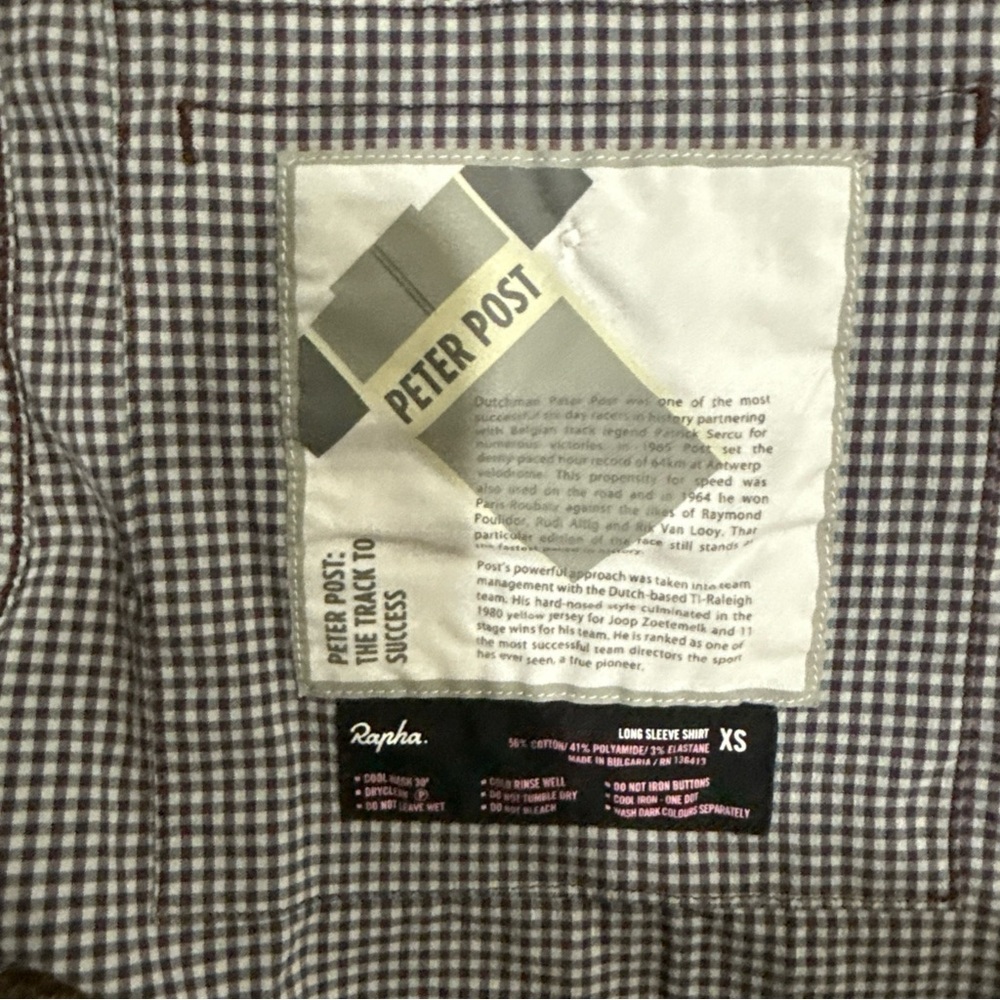 PETER POST
Dutchman Peter Post was one of the most
successful six day racers in history partnering
with Belgian track legend Patrick Sercu for
numerous victories. In 1965 Post set the
derny paced hour record of 64km at Antwerp
velodrome. This propensity for speed was
also used on the road and in 1964 he won
Paris-Roubaix against the likes of Raymond
Foulidor, Rudi Altig and Rik Van Looy. That
particular edition of the race still stands as
the fastest period in history.
Post's powerful approach was taken into team
management with the Dutch-based TI-Raleigh
team. His hard-nosed style culminated in the
1980 yellow jersey for Joop Zoetemelk and 11
stage wins for his team. He is ranked as one of
the most successful team directors the sport
has ever seen, a true pioneer.
PETER POST:
THE TRACK TO
SUCCESS
Rapha.
LONG SLEEVE SHIRT XS
56% COTTON/ 41% POLYAMIDE/ 3% ELASTANE
MADE IN BULGARIA / RN 136413
• COOL WASH 30°
• DRYCLEAN P
• DO NOT LEAVE WET
• COLD RINSE WELL
• DO NOT TUMBLE DRY
• DO NOT BLEACH
• DO NOT IRON BUTTONS
• COOL IRON - ONE DOT
• WASH DARK COLOURS SEPARATELY